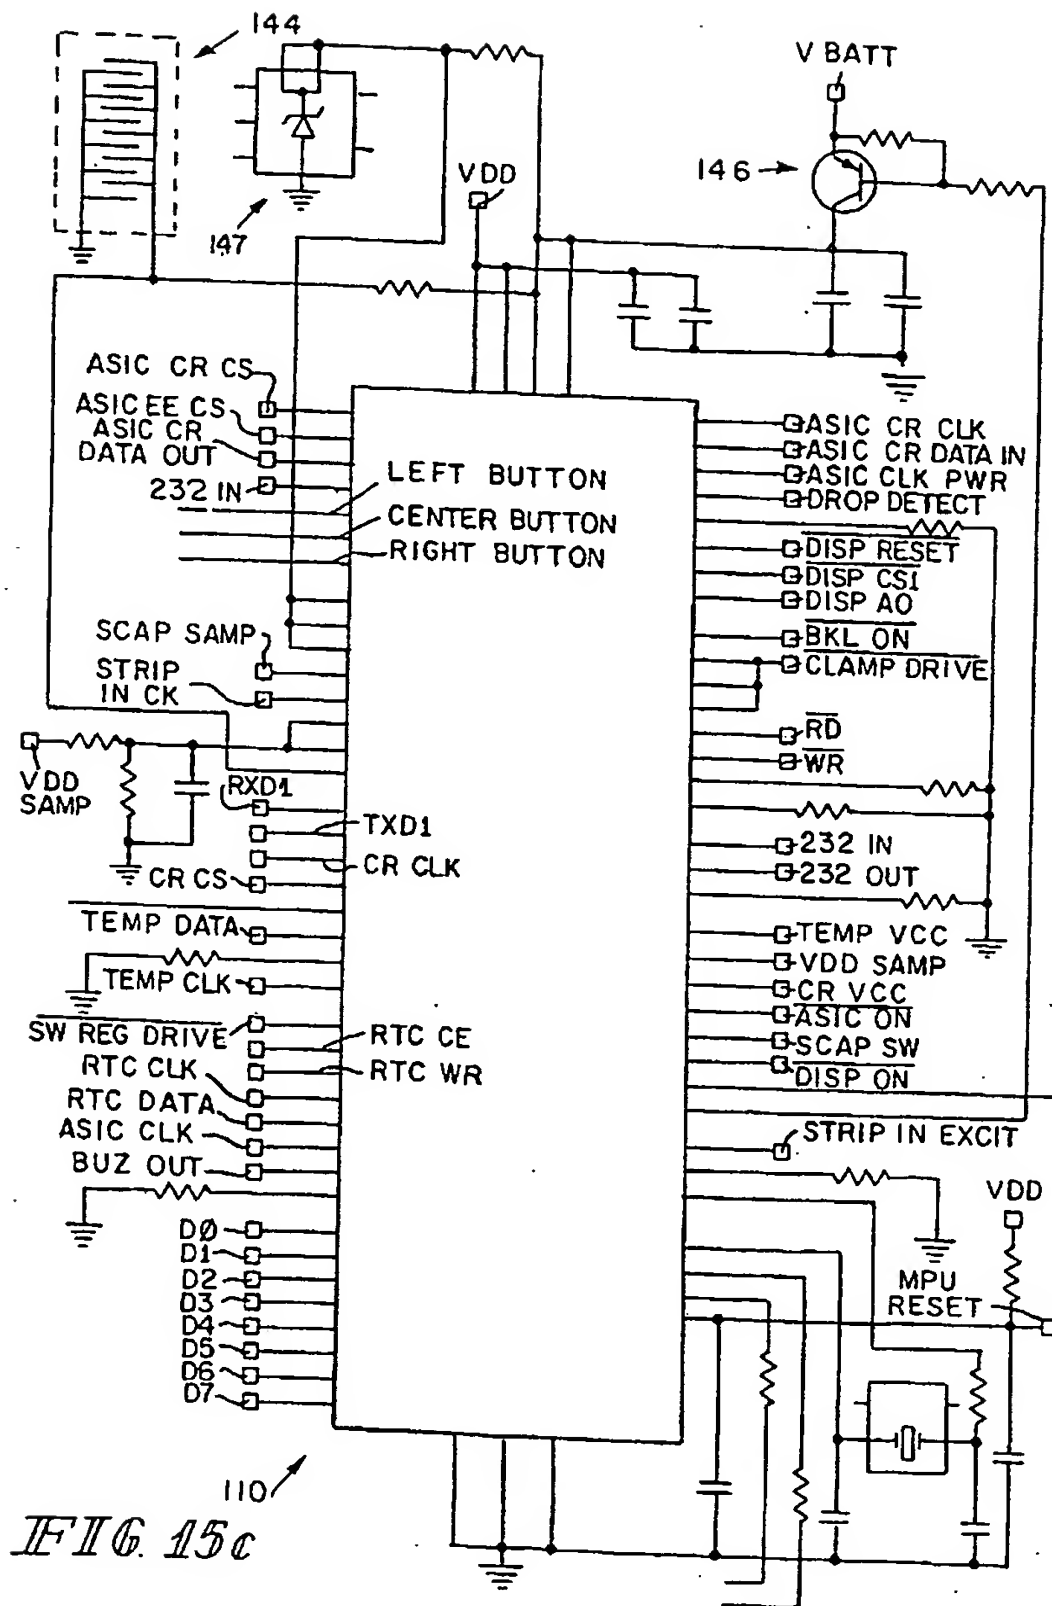 144
V BATT
146
VDD
147
ASIC CR CS
ASIC EE CS
ASIC CR
DATA OUT
232 IN
LEFT BUTTON
CENTER BUTTON
RIGHT BUTTON
SCAP SAMP
STRIP
IN CK
VDD
SAMP
RXD1
TXD1
CR CLK
CR CS
TEMP DATA
TEMP CLK
SW REG DRIVE
RTC CE
RTC WR
RTC CLK
RTC DATA
ASIC CLK
BUZ OUT
DØ
D1
D2
D3
D4
D5
D6
D7
ASIC CR CLK
ASIC CR DATA IN
ASIC CLK PWR
DROP DETECT
DISP RESET
DISP CS1
DISP AO
BKL ON
CLAMP DRIVE
RD
WR
232 IN
232 OUT
TEMP VCC
VDD SAMP
CR VCC
ASIC ON
SCAP SW
DISP ON
STRIP IN EXCIT
VDD
MPU
RESET
110
FIG. 15c